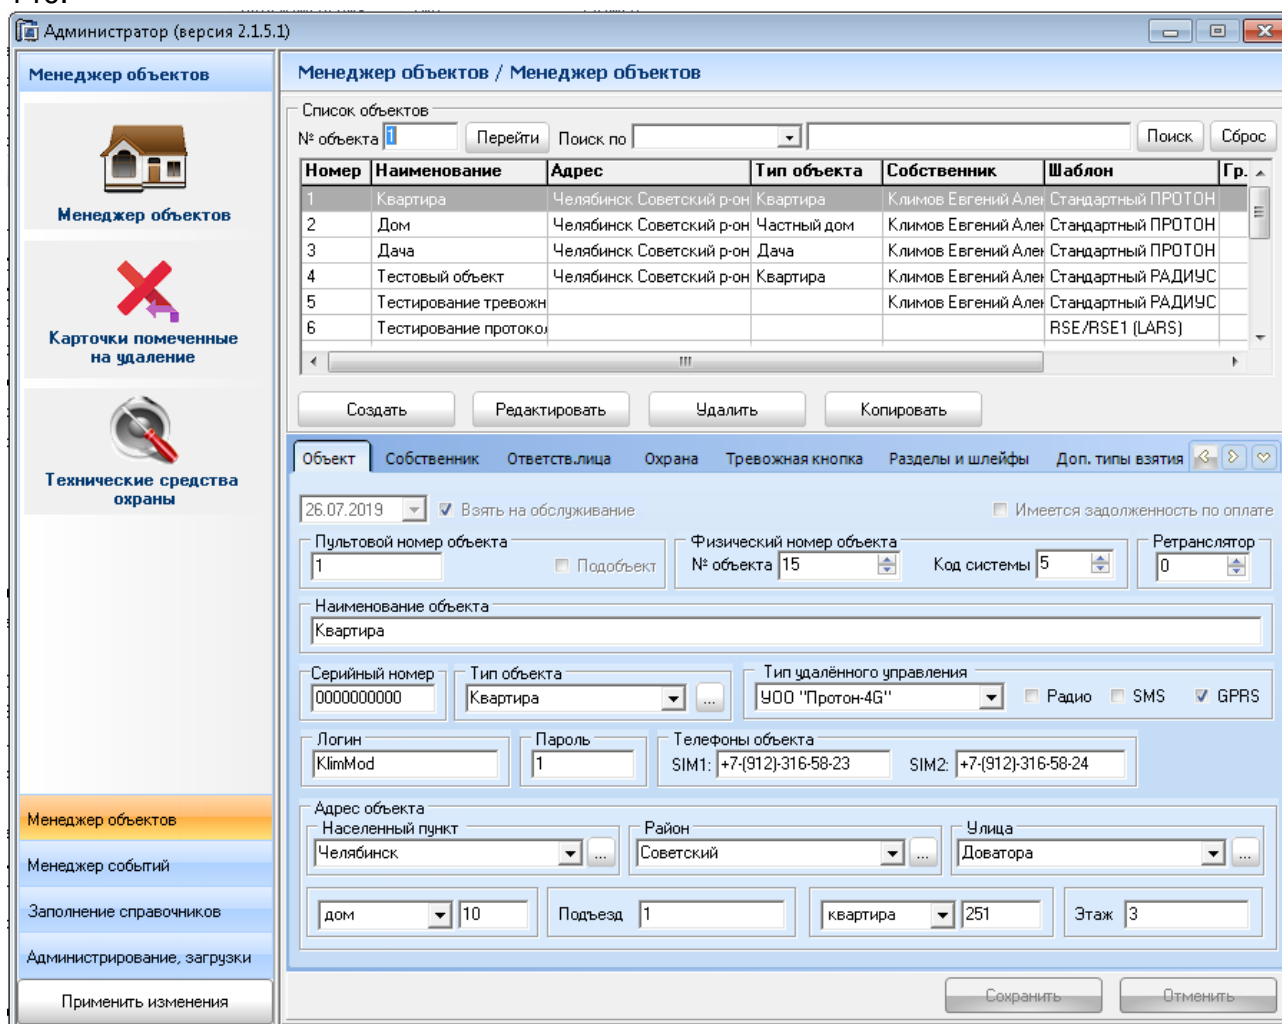 Администратор (версия 2.1.5.1)
Менеджер объектов
Менеджер объектов / Менеджер объектов
Менеджер объектов
Карточки помеченные
на удаление
Технические средства
охраны
Список объектов
№ объекта 1 Перейти Поиск по Поиск Сброс
Номер Наименование Адрес Тип объекта Собственник Шаблон Гр.
1 Квартира Челябинск Советский р-он Квартира Климов Евгений Алек Стандартный ПРОТОН
2 Дом Челябинск Советский р-он Частный дом Климов Евгений Алек Стандартный ПРОТОН
3 Дача Челябинск Советский р-он Дача Климов Евгений Алек Стандартный ПРОТОН
4 Тестовый объект Челябинск Советский р-он Квартира Климов Евгений Алек Стандартный РАДИУС
5 Тестирование тревожн Климов Евгений Алек Стандартный РАДИУС
6 Тестирование протокол RSE/RSE1 (LARS)
Создать Редактировать Удалить Копировать
Объект Собственник Ответств.лица Охрана Тревожная кнопка Разделы и шлейфы Доп. типы взятия
26.07.2019 Взять на обслуживание Имеется задолженность по оплате
Пультовой номер объекта Физический номер объекта Ретранслятор
1 Подобъект № объекта 15 Код системы 5 0
Наименование объекта
Квартира
Серийный номер Тип объекта Тип удалённого управления
0000000000 Квартира ... УОО "Протон-4G" Радио SMS GPRS
Логин Пароль Телефоны объекта
KlimMod 1 SIM1: +7-(912)-316-58-23 SIM2: +7-(912)-316-58-24
Адрес объекта
Населенный пункт Район Улица
Челябинск ... Советский ... Доватора ...
дом 10 Подъезд 1 квартира 251 Этаж 3
Менеджер объектов
Менеджер событий
Заполнение справочников
Администрирование, загрузки
Применить изменения
Сохранить Отменить